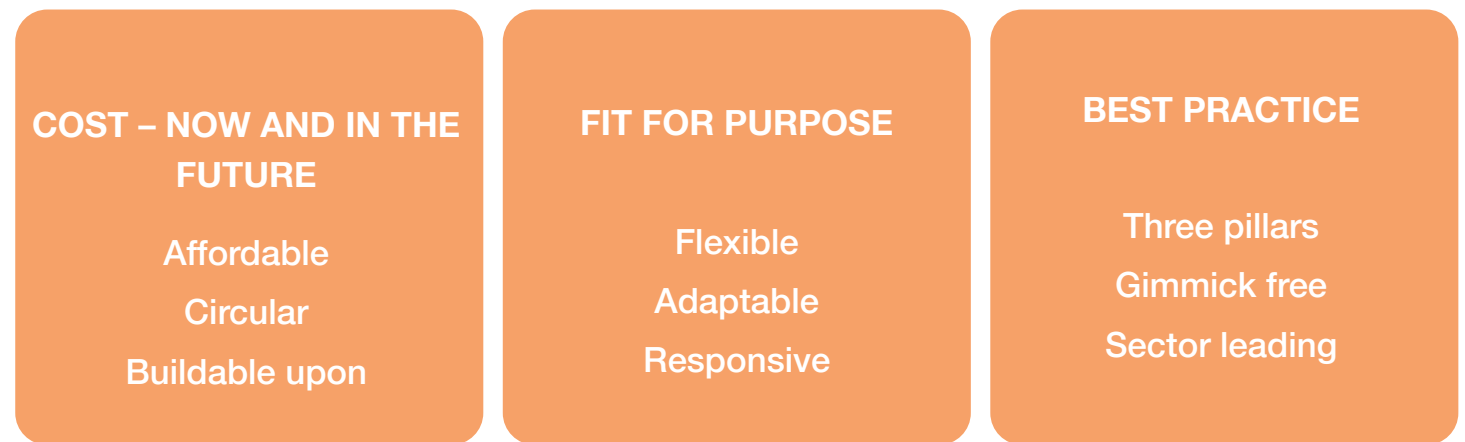 COST – NOW AND IN THE
FUTURE
Affordable
Circular
Buildable upon
FIT FOR PURPOSE
Flexible
Adaptable
Responsive
BEST PRACTICE
Three pillars
Gimmick free
Sector leading